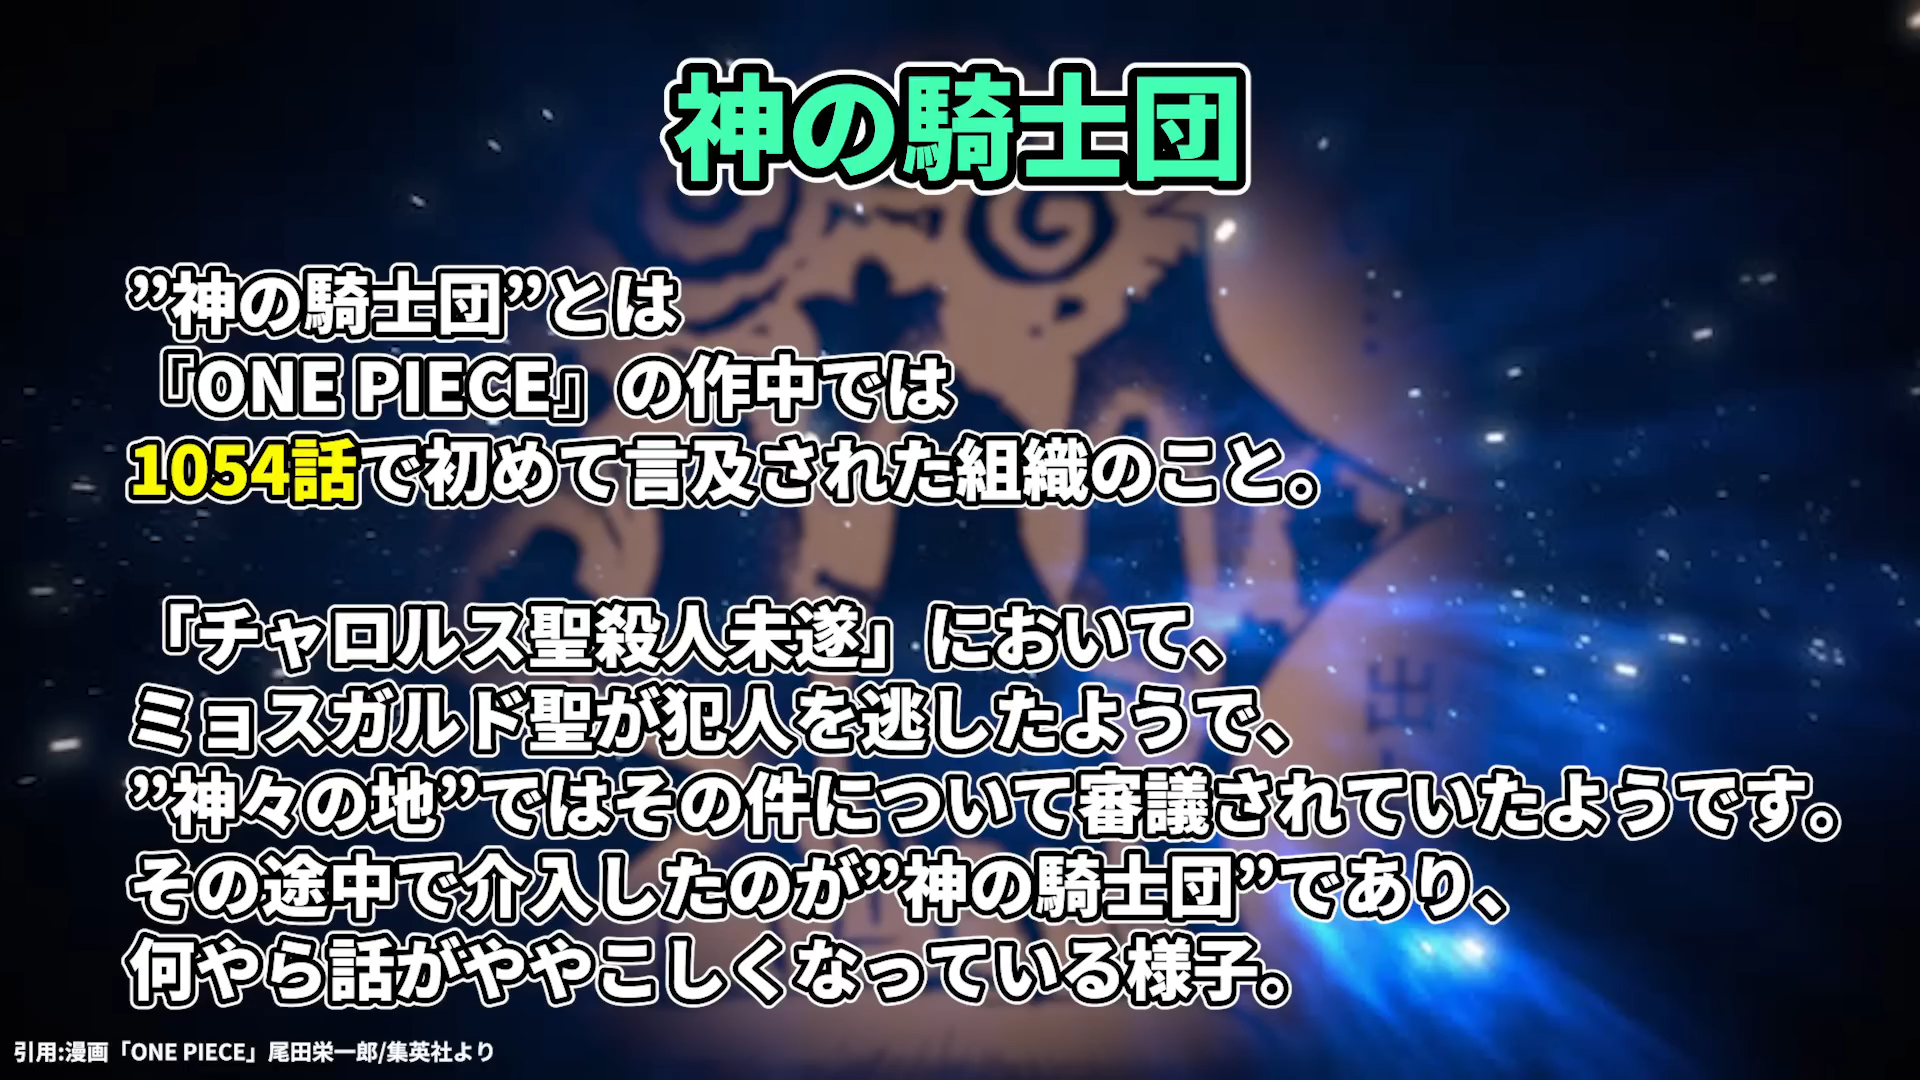 神の騎士団
”神の騎士団”とは
『ONE PIECE』の作中では
1054話で初めて言及された組織のこと。
「チャロルス聖殺人未遂」において、
ミョスガルド聖が犯人を逃したようで、
”神々の地”ではその件について審議されていたようです。
その途中で介入したのが”神の騎士団”であり、
何やら話がややこしくなっている様子。
出
引用:漫画「ONE PIECE」尾田栄一郎/集英社より